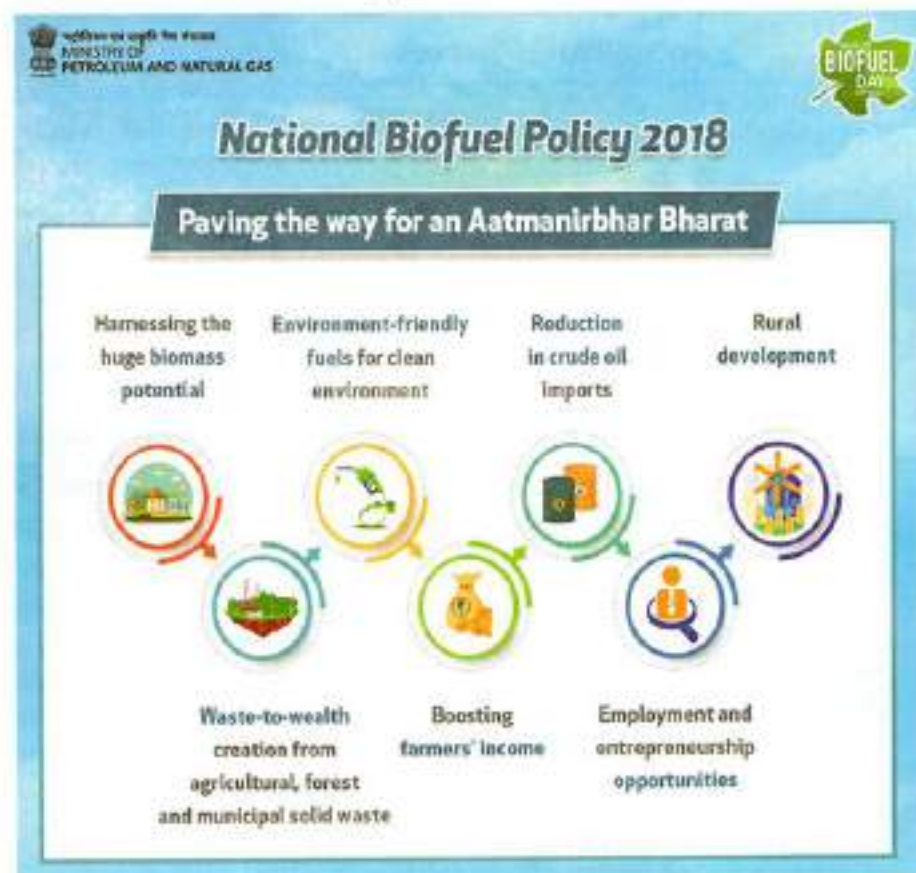 MINISTRY OF
PETROLEUM AND NATURAL GAS
BIOFUEL
DAY
National Biofuel Policy 2018
Paving the way for an Aatmanirbhar Bharat
Harnessing the
huge biomass
potential
Environment-friendly
fuels for clean
environment
Reduction
in crude oil
imports
Rural
development
Waste-to-wealth
creation from
agricultural, forest
and municipal solid waste
Boosting
farmers' income
Employment and
entrepreneurship
opportunities